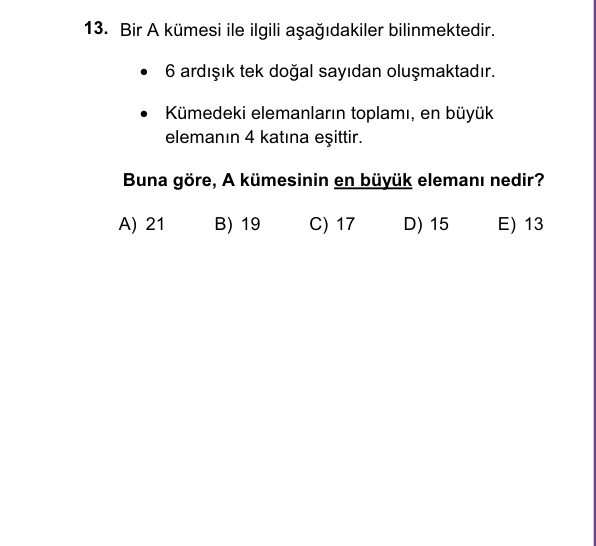 13. Bir A kümesi ile ilgili aşağıdakiler bilinmektedir.
• 6 ardışık tek doğal sayıdan oluşmaktadır.
• Kümedeki elemanların toplamı, en büyük
elemanın 4 katına eşittir.
Buna göre, A kümesinin en büyük elemanı nedir?
A) 21 B) 19 C) 17 D) 15 E) 13